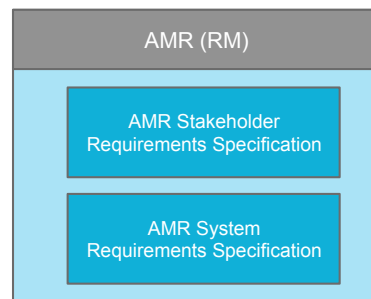 AMR (RM)
AMR Stakeholder
Requirements Specification
AMR System
Requirements Specification